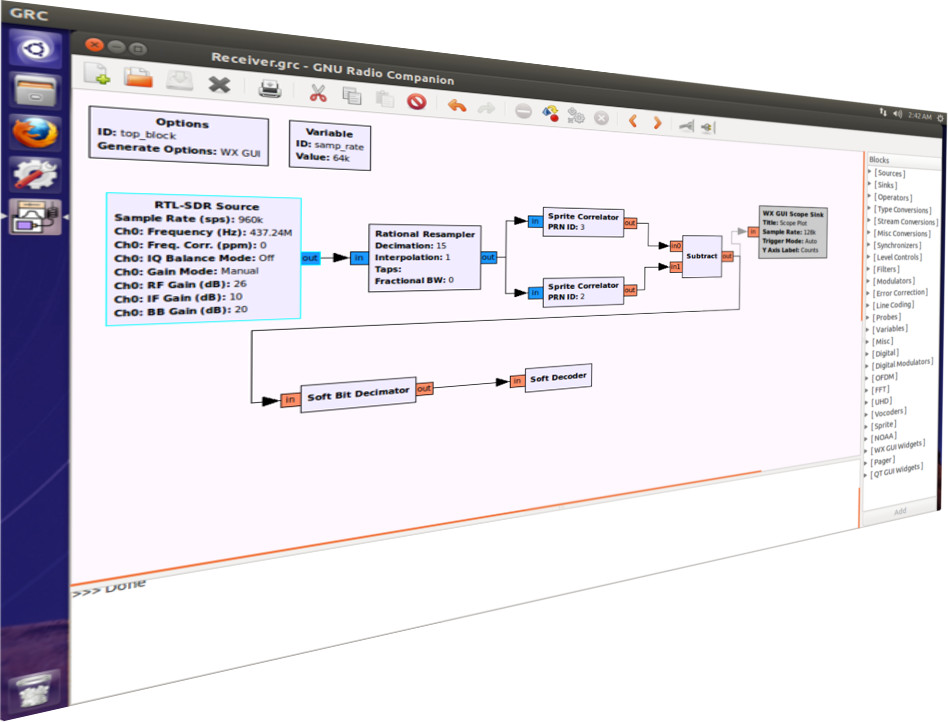 GRC
Receiver.grc - GNU Radio Companion
2:42 AM
Options
ID: top_block
Generate Options: WX GUI
Variable
ID: samp_rate
Value: 64k
RTL-SDR Source
Sample Rate (sps): 960k
Ch0: Frequency (Hz): 437.24M
Ch0: Freq. Corr. (ppm): 0
Ch0: IQ Balance Mode: Off
Ch0: Gain Mode: Manual
Ch0: RF Gain (dB): 26
Ch0: IF Gain (dB): 10
Ch0: BB Gain (dB): 20
out
in
Rational Resampler
Decimation: 15
Interpolation: 1
Taps:
Fractional BW: 0
out
in
Sprite Correlator
PRN ID: 3
out
in
Sprite Correlator
PRN ID: 2
out
in0
in1
Subtract
out
in
WX GUI Scope Sink
Title: Scope Plot
Sample Rate: 128k
Trigger Mode: Auto
Y Axis Label: Counts
in
Soft Bit Decimator
out
in
Soft Decoder
Blocks
[Sources]
[Sinks]
[Operators]
[Type Conversions]
[Stream Conversions]
[Misc Conversions]
[Synchronizers]
[Level Controls]
[Filters]
[Modulators]
[Error Correction]
[Line Coding]
[Probes]
[Variables]
[Misc]
[Digital]
[Digital Modulators]
[OFDM]
[FFT]
[UHD]
[Vocoders]
[Sprite]
[NOAA]
[WX GUI Widgets]
[Pager]
[QT GUI Widgets]
Add
>>> Done